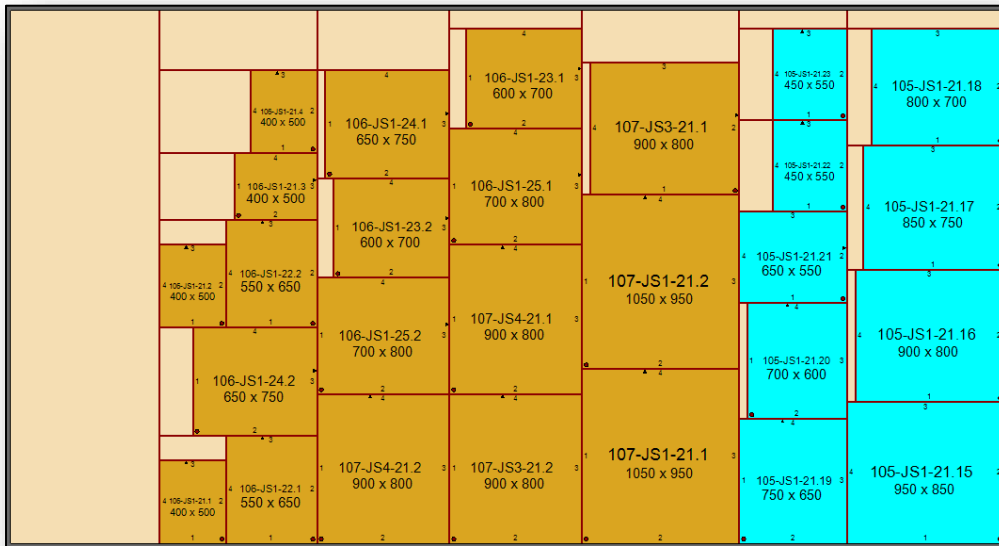 105-JS1-21.4
400 x 500
106-JS1-21.3
400 x 500
105-JS1-21.2
400 x 500
106-JS1-22.2
550 x 650
106-JS1-24.2
650 x 750
105-JS1-21.1
400 x 500
106-JS1-22.1
550 x 650
106-JS1-24.1
650 x 750
106-JS1-23.2
600 x 700
106-JS1-25.2
700 x 800
107-JS4-21.2
900 x 800
106-JS1-23.1
600 x 700
106-JS1-25.1
700 x 800
107-JS4-21.1
900 x 800
107-JS3-21.2
900 x 800
107-JS3-21.1
900 x 800
107-JS1-21.2
1050 x 950
107-JS1-21.1
1050 x 950
105-JS1-21.23
450 x 550
105-JS1-21.22
450 x 550
105-JS1-21.21
650 x 550
105-JS1-21.20
700 x 600
105-JS1-21.19
750 x 650
105-JS1-21.18
800 x 700
105-JS1-21.17
850 x 750
105-JS1-21.16
900 x 800
105-JS1-21.15
950 x 850